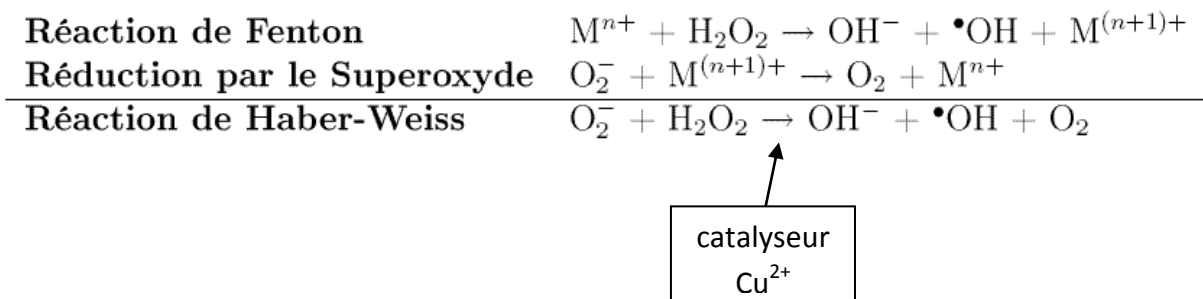 Réaction de Fenton Mⁿ⁺ + H₂O₂ → OH⁻ + •OH + M⁽ⁿ⁺¹⁾⁺
Réduction par le Superoxyde O₂⁻ + M⁽ⁿ⁺¹⁾⁺ → O₂ + Mⁿ⁺
Réaction de Haber-Weiss O₂⁻ + H₂O₂ → OH⁻ + •OH + O₂
catalyseur
Cu²⁺